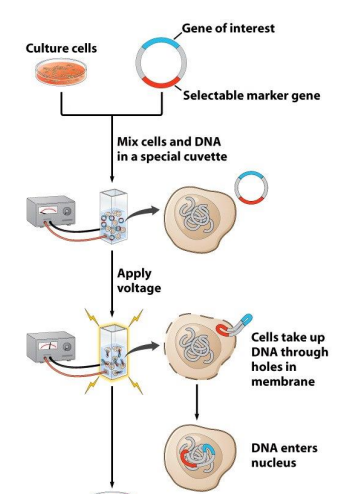 Gene of interest
Culture cells
Selectable marker gene
Mix cells and DNA
in a special cuvette
Apply
voltage
Cells take up
DNA through
holes in
membrane
DNA enters
nucleus